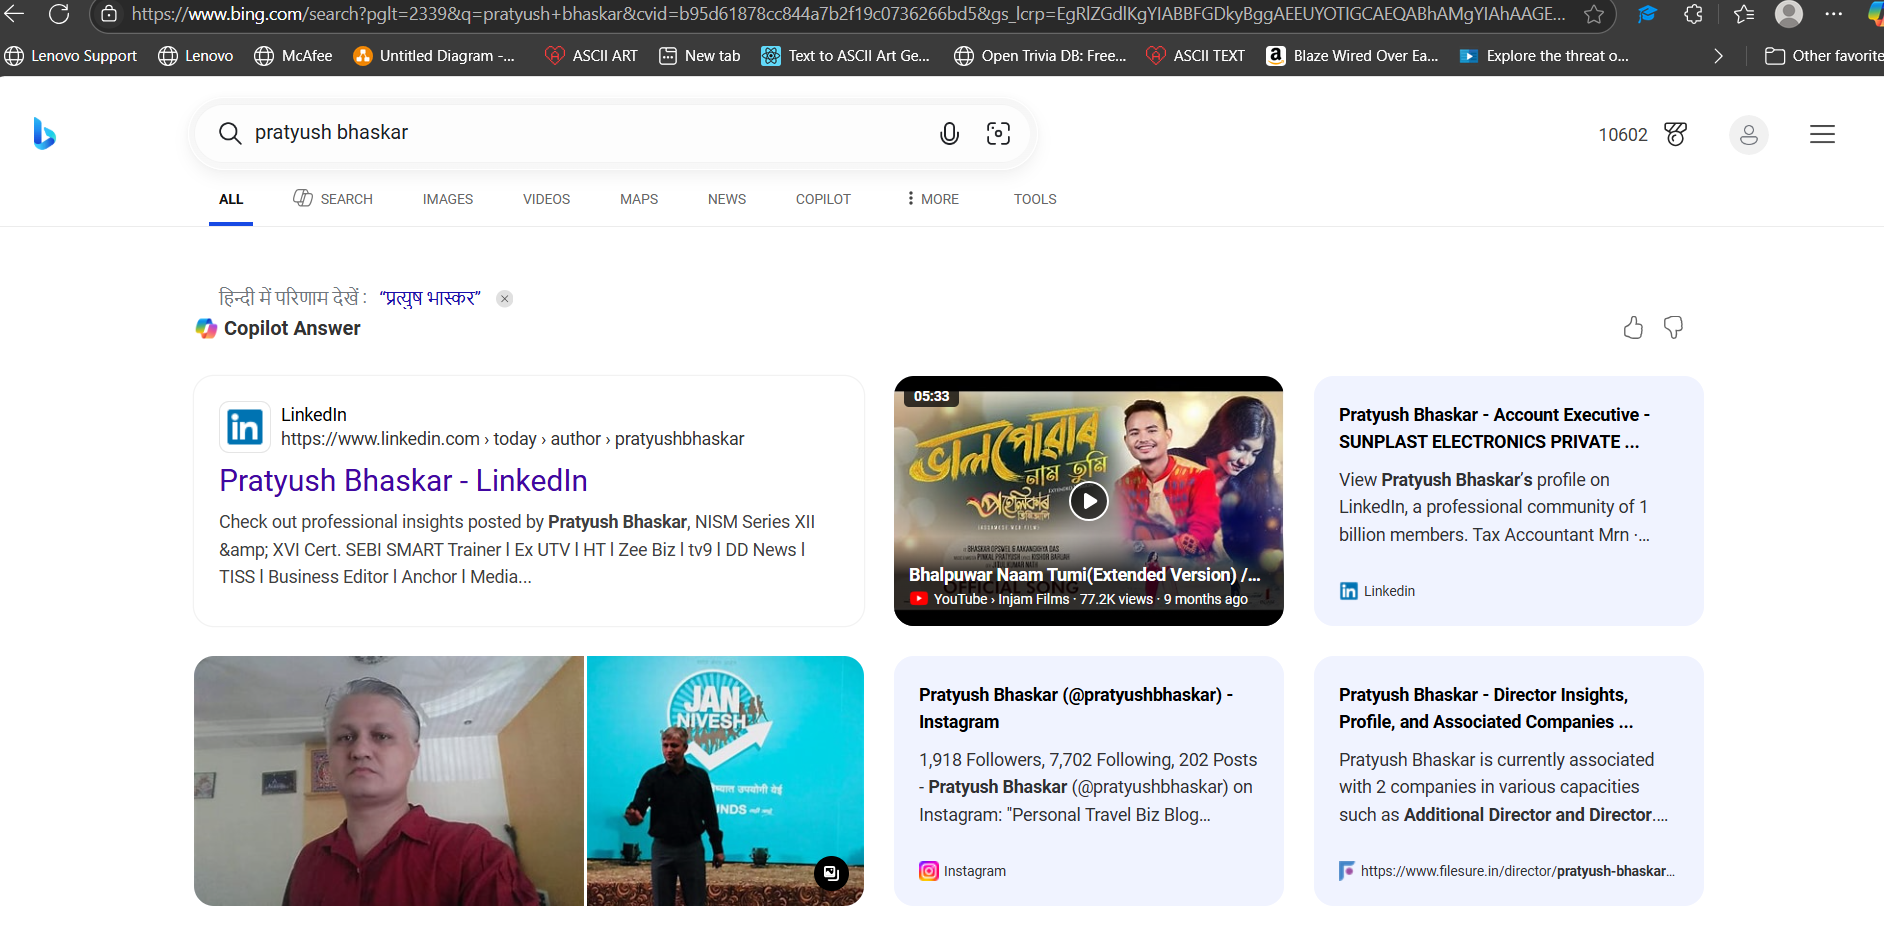 https://www.bing.com/search?pglt=2339&q=pratyush+bhaskar&cvid=b95d61878cc844a7b2f19c0736266bd5&gs_lcrp=EgRlZGdlKgYIABBFGDkyBggAEEUYOTIGCAEQABhAMgYIAhAAGE...
Lenovo Support Lenovo McAfee Untitled Diagram -... ASCII ART New tab Text to ASCII Art Ge... Open Trivia DB: Free... ASCII TEXT Blaze Wired Over Ea... Explore the threat o... Other favorite
pratyush bhaskar
10602
ALL SEARCH IMAGES VIDEOS MAPS NEWS COPILOT MORE TOOLS
हिन्दी में परिणाम देखें : “प्रत्युष भास्कर”
Copilot Answer
LinkedIn
https://www.linkedin.com › today › author › pratyushbhaskar
Pratyush Bhaskar - LinkedIn
Check out professional insights posted by Pratyush Bhaskar, NISM Series XII
&amp; XVI Cert. SEBI SMART Trainer l Ex UTV l HT l Zee Biz l tv9 l DD News l
TISS l Business Editor l Anchor l Media...
05:33
ভালপোৱাৰ
নাম তুমি
Bhalpuwar Naam Tumi(Extended Version) /...
OFFICIAL SONG
YouTube › Injam Films · 77.2K views · 9 months ago
Pratyush Bhaskar - Account Executive -
SUNPLAST ELECTRONICS PRIVATE ...
View Pratyush Bhaskar’s profile on
LinkedIn, a professional community of 1
billion members. Tax Accountant Mrn ·...
Linkedin
JAN
NIVESH
Pratyush Bhaskar (@pratyushbhaskar) -
Instagram
1,918 Followers, 7,702 Following, 202 Posts
- Pratyush Bhaskar (@pratyushbhaskar) on
Instagram: "Personal Travel Biz Blog...
Instagram
Pratyush Bhaskar - Director Insights,
Profile, and Associated Companies ...
Pratyush Bhaskar is currently associated
with 2 companies in various capacities
such as Additional Director and Director....
https://www.filesure.in/director/pratyush-bhaskar...